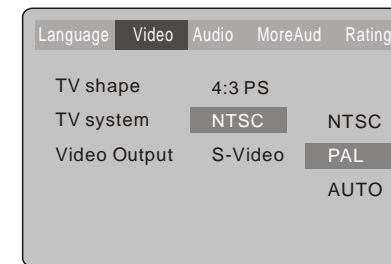 Language Video Audio MoreAud Rating
TV shape 4:3 PS
TV system NTSC NTSC
Video Output S-Video PAL
AUTO